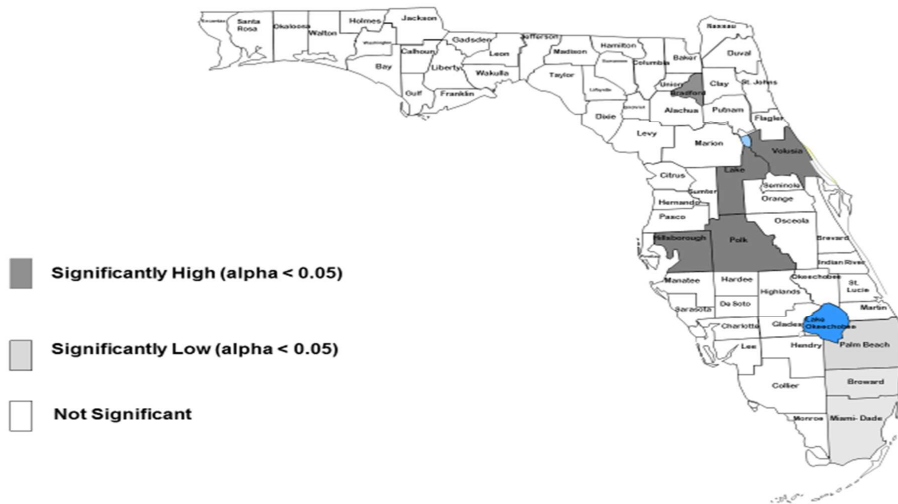 Jackson
Holmes
Santa
Rosa
Okaloosa
Walton
Washington
Calhoun
Gadsden
Jefferson
Leon
Madison
Hamilton
Nassau
Duval
Baker
Columbia
Bay
Liberty
Wakulla
Taylor
Union
Bradford
Clay
St. Johns
Gulf
Franklin
Dixie
Alachua
Putnam
Flagler
Levy
Marion
Volusia
Citrus
Lake
Sumter
Seminole
Hernando
Orange
Pasco
Osceola
Hillsborough
Polk
Brevard
Indian River
Manatee
Hardee
Okeechobee
Highlands
St.
Lucie
Significantly High (alpha < 0.05)
Sarasota
De Soto
Martin
Charlotte
Glades
Lake
Okeechobee
Lee
Hendry
Palm Beach
Significantly Low (alpha < 0.05)
Collier
Broward
Not Significant
Monroe
Miami- Dade